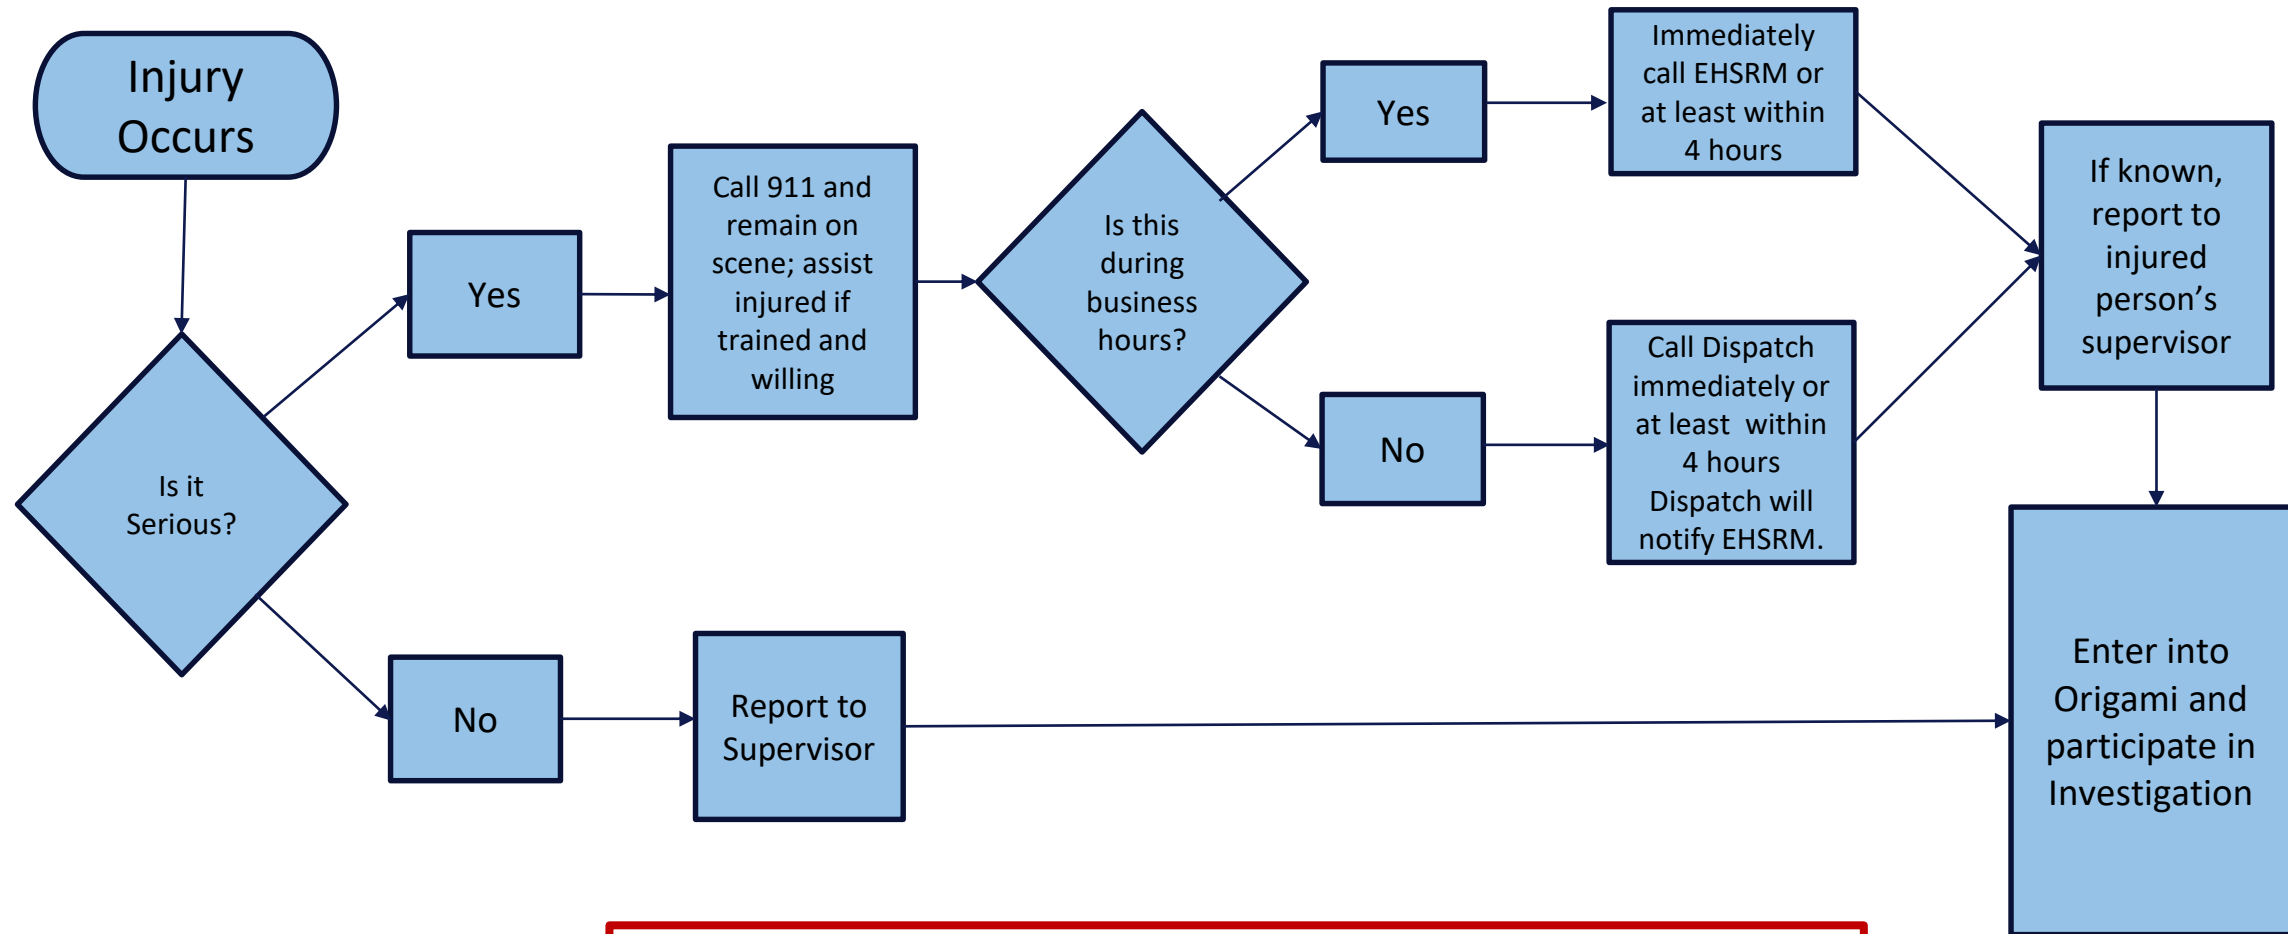 Injury
Occurs
Is it
Serious?
Yes
Call 911 and
remain on
scene; assist
injured if
trained and
willing
Is this
during
business
hours?
Yes
Immediately
call EHSRM or
at least within
4 hours
No
Call Dispatch
immediately or
at least  within
4 hours
Dispatch will
notify EHSRM.
If known,
report to
injured
person’s
supervisor
No
Report to
Supervisor
Enter into
Origami and
participate in
Investigation